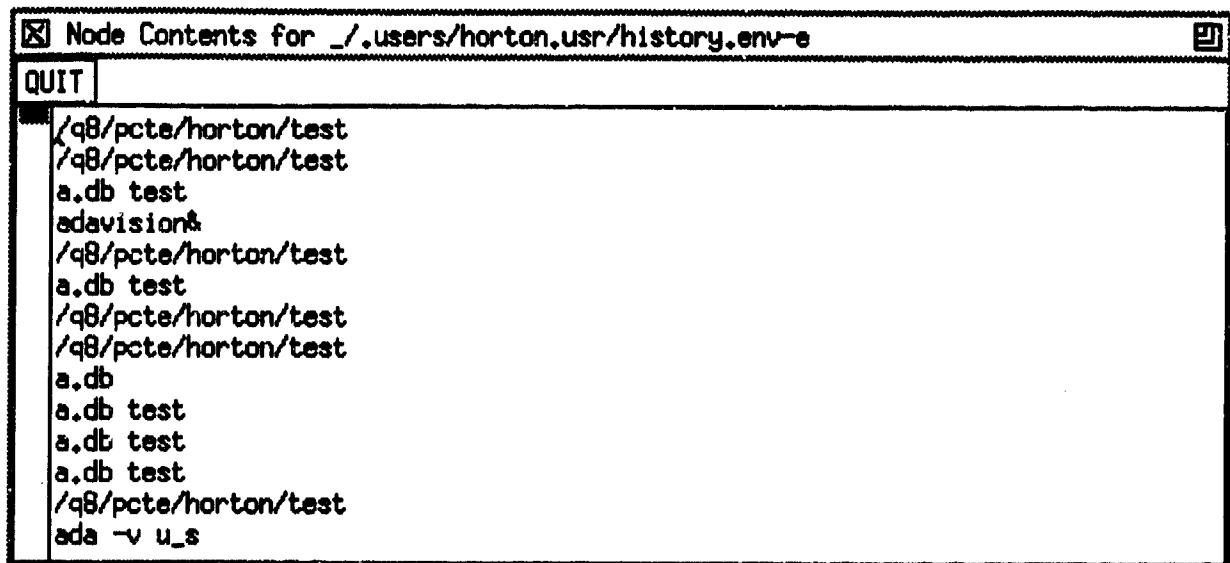 Node Contents for _/.users/horton.usr/history.env-e
QUIT
/q8/pcte/horton/test
/q8/pcte/horton/test
a.db test
adavision&
/q8/pcte/horton/test
a.db test
/q8/pcte/horton/test
/q8/pcte/horton/test
a.db
a.db test
a.db test
a.db test
/q8/pcte/horton/test
ada -v u_s